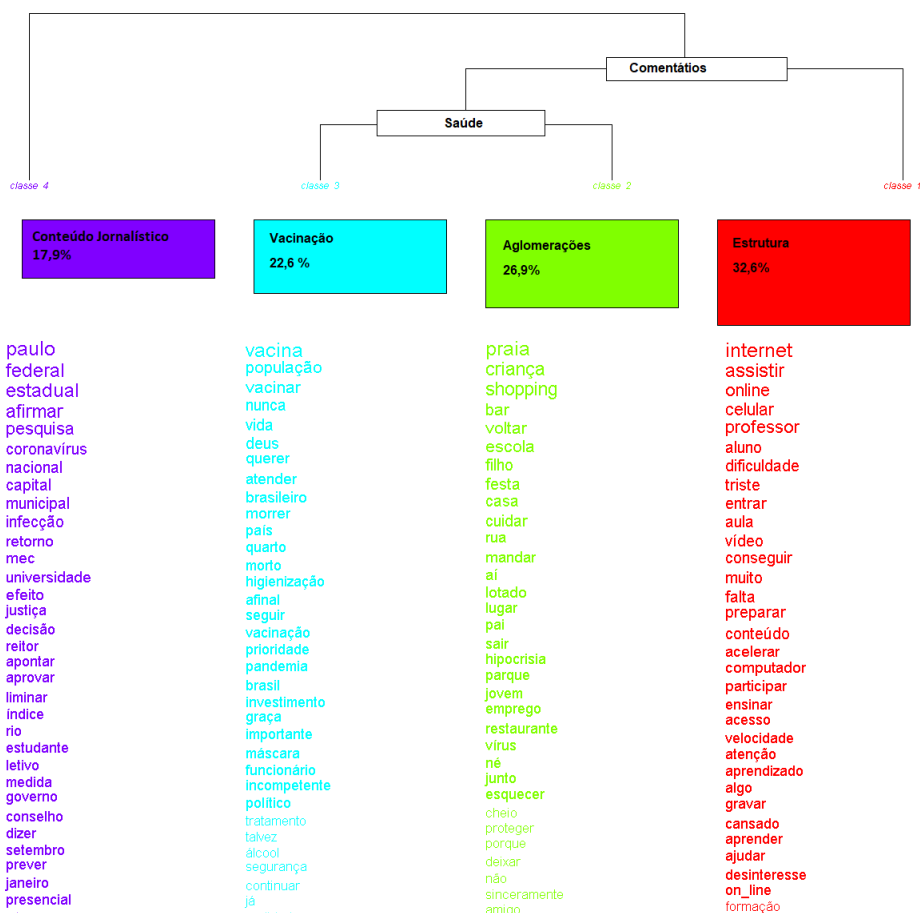 Comentátios
Saúde
classe 4
classe 3
classe 2
classe 1
Conteúdo Jornalístico
17,9%
Vacinação
22,6 %
Aglomerações
26,9%
Estrutura
32,6%
paulo
federal
estadual
afirmar
pesquisa
coronavírus
nacional
capital
municipal
infecção
retorno
mec
universidade
efeito
justiça
decisão
reitor
apontar
aprovar
liminar
índice
rio
estudante
letivo
medida
governo
conselho
dizer
setembro
prever
janeiro
presencial
vacina
população
vacinar
nunca
vida
deus
querer
atender
brasileiro
morrer
país
quarto
morto
higienização
afinal
seguir
vacinação
prioridade
pandemia
brasil
investimento
graça
importante
máscara
funcionário
incompetente
político
tratamento
talvez
álcool
segurança
continuar
já
praia
criança
shopping
bar
voltar
escola
filho
festa
casa
cuidar
rua
mandar
aí
lotado
lugar
pai
sair
hipocrisia
parque
jovem
emprego
restaurante
vírus
né
junto
esquecer
cheio
proteger
porque
deixar
não
sinceramente
amigo
internet
assistir
online
celular
professor
aluno
dificuldade
triste
entrar
aula
vídeo
conseguir
muito
falta
preparar
conteúdo
acelerar
computador
participar
ensinar
acesso
velocidade
atenção
aprendizado
algo
gravar
cansado
aprender
ajudar
desinteresse
on_line
formação